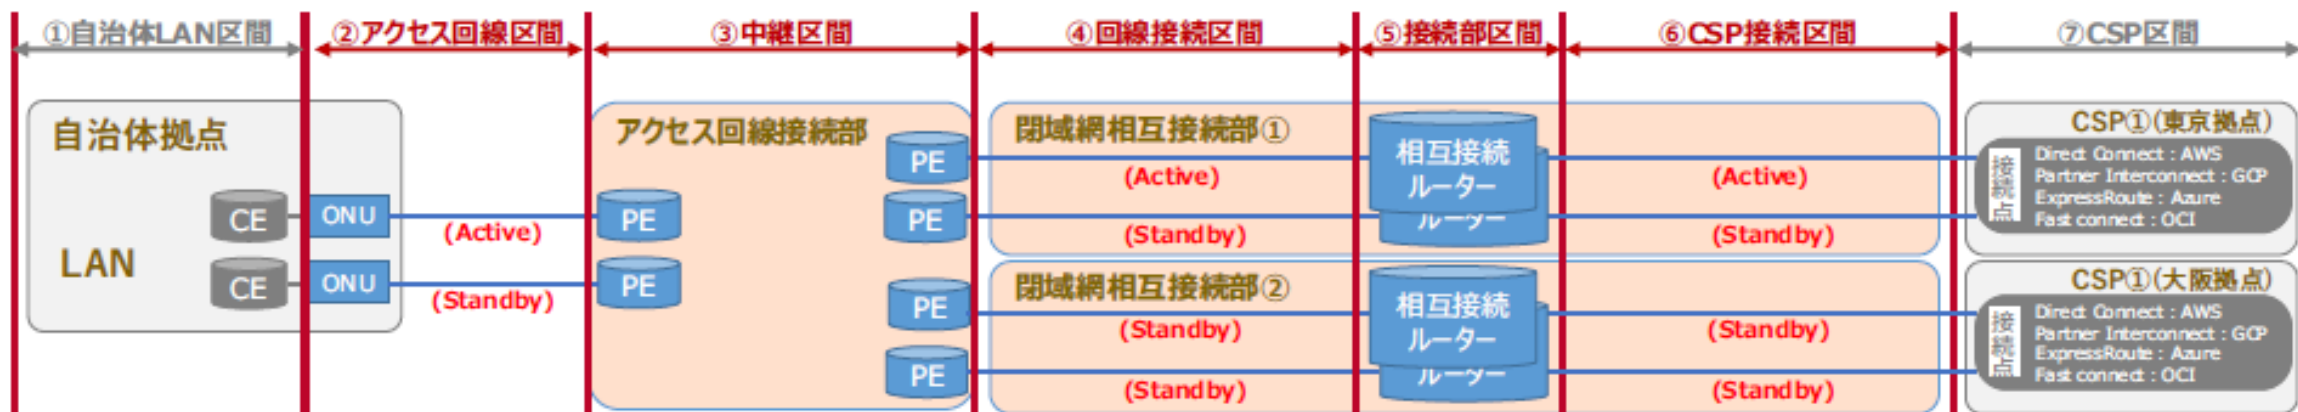 ①自治体LAN区間
②アクセス回線区間
③中継区間
④回線接続区間
⑤接続部区間
⑥CSP接続区間
⑦CSP区間
自治体拠点
LAN
CE
ONU
CE
ONU
(Active)
(Standby)
アクセス回線接続部
PE
PE
PE
PE
PE
PE
閉域網相互接続部①
(Active)
(Standby)
相互接続
ルーター
ルーター
(Active)
(Standby)
閉域網相互接続部②
(Standby)
(Standby)
相互接続
ルーター
ルーター
(Standby)
(Standby)
CSP①(東京拠点)
接続点
Direct Connect : AWS
Partner Interconnect : GCP
ExpressRoute : Azure
Fast connect : OCI
CSP①(大阪拠点)
接続点
Direct Connect : AWS
Partner Interconnect : GCP
ExpressRoute : Azure
Fast connect : OCI